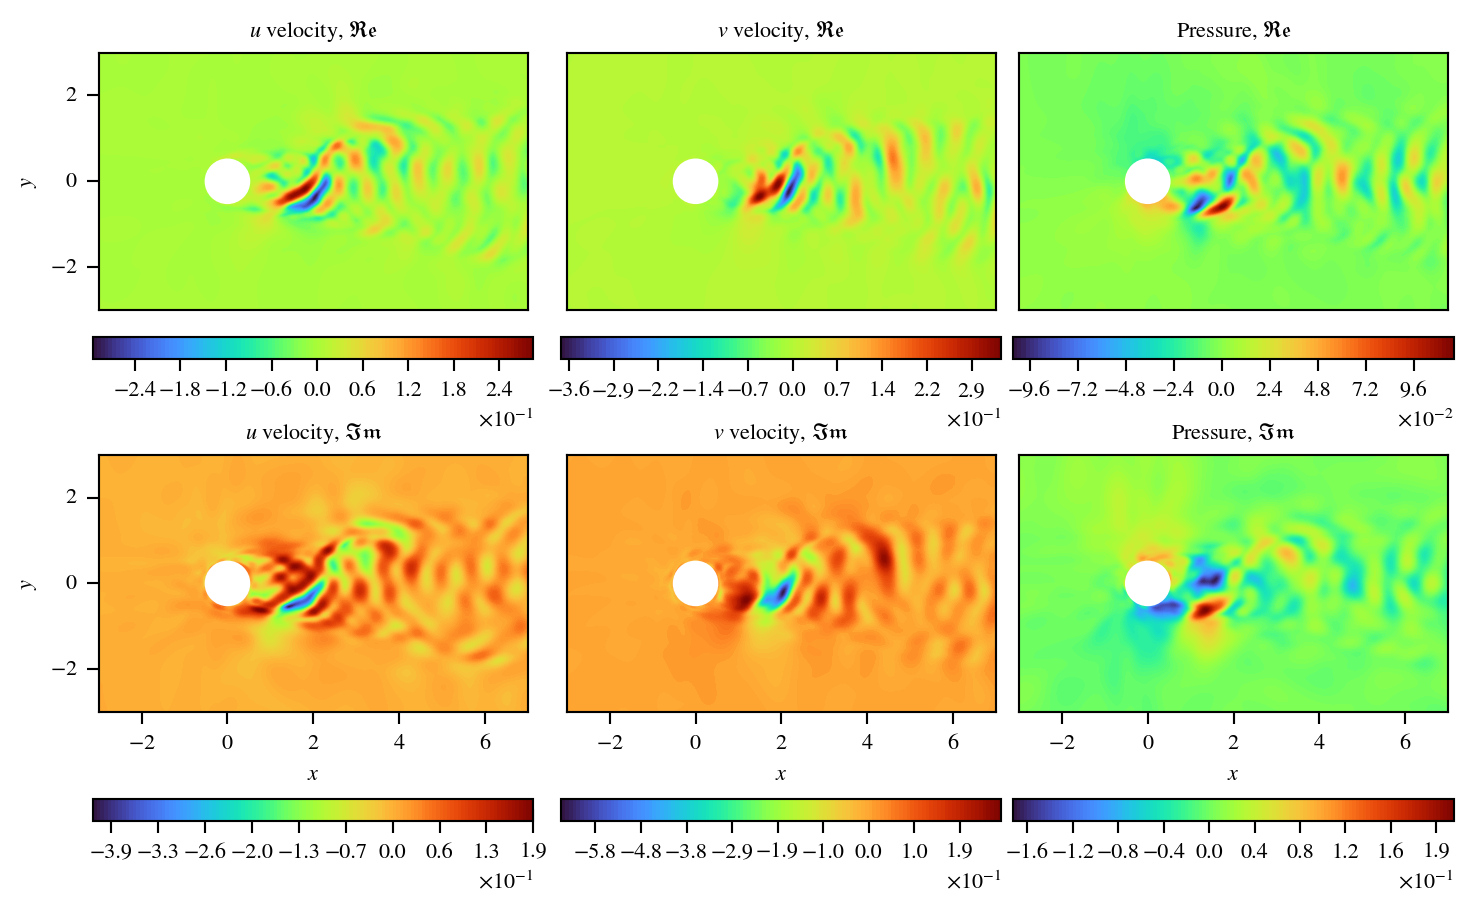 u velocity, ℜ𝔢 v velocity, ℜ𝔢 Pressure, ℜ𝔢
2
y 0
−2
−2.4 −1.8 −1.2 −0.6 0.0 0.6 1.2 1.8 2.4 −3.6 −2.9 −2.2 −1.4 −0.7 0.0 0.7 1.4 2.2 2.9 −9.6 −7.2 −4.8 −2.4 0.0 2.4 4.8 7.2 9.6
×10⁻¹ ×10⁻¹ ×10⁻²
u velocity, ℑ𝔪 v velocity, ℑ𝔪 Pressure, ℑ𝔪
2
y 0
−2
−2 0 2 4 6 −2 0 2 4 6 −2 0 2 4 6
x x x
−3.9 −3.3 −2.6 −2.0 −1.3 −0.7 0.0 0.6 1.3 1.9 −5.8 −4.8 −3.8 −2.9 −1.9 −1.0 0.0 1.0 1.9 −1.6 −1.2 −0.8 −0.4 0.0 0.4 0.8 1.2 1.6 1.9
×10⁻¹ ×10⁻¹ ×10⁻¹